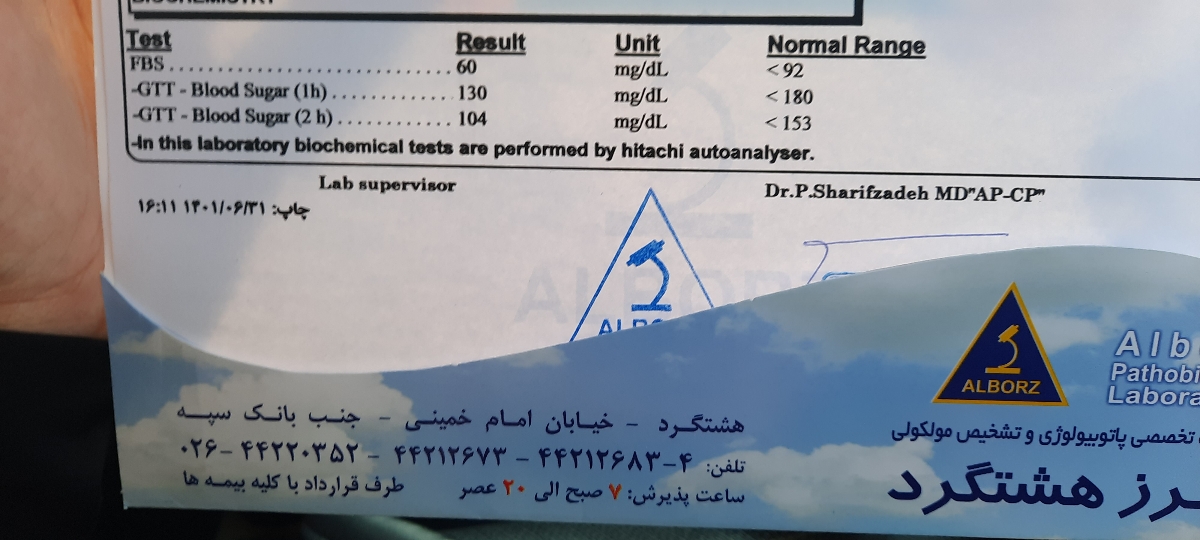 BIOCHEMISTRY
Test Result Unit Normal Range
FBS ............................. 60 mg/dL < 92
-GTT - Blood Sugar (1h) ............. 130 mg/dL < 180
-GTT - Blood Sugar (2 h) ............ 104 mg/dL < 153
-In this laboratory biochemical tests are performed by hitachi autoanalyser.
Lab supervisor Dr.P.Sharifzadeh MD"AP-CP"
چاپ: ۱۴۰۱/۰۶/۳۱ ۱۶:۱۱
ALBORZ
Pathobi
Labora
تخصصی پاتوبیولوژی و تشخیص مولکولی
هشتگرد
هشتگرد - خیابان امام خمینی - جنب بانک سپه
تلفن: ۴-۴۴۲۱۲۶۸۳ - ۴۴۲۱۲۶۷۳ - ۴۴۲۲۰۳۵۲ -۰۲۶
ساعت پذیرش: ۷ صبح الی ۲۰ عصر طرف قرارداد با کلیه بیمه ها